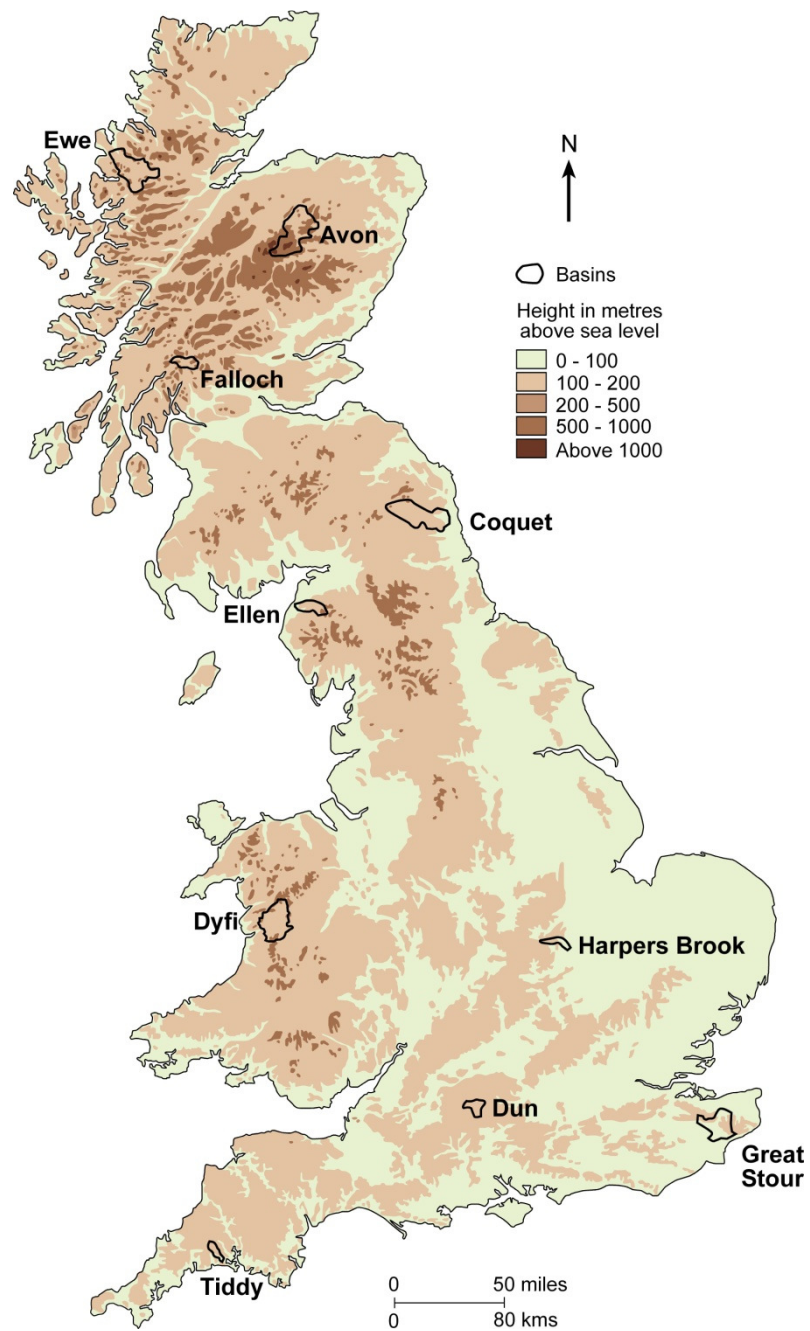 Ewe
N
Avon
Basins
Height in metres
above sea level
0 - 100
100 - 200
200 - 500
500 - 1000
Above 1000
Falloch
Coquet
Ellen
Dyfi
Harpers Brook
Dun
Great
Stour
Tiddy
0 50 miles
0 80 kms